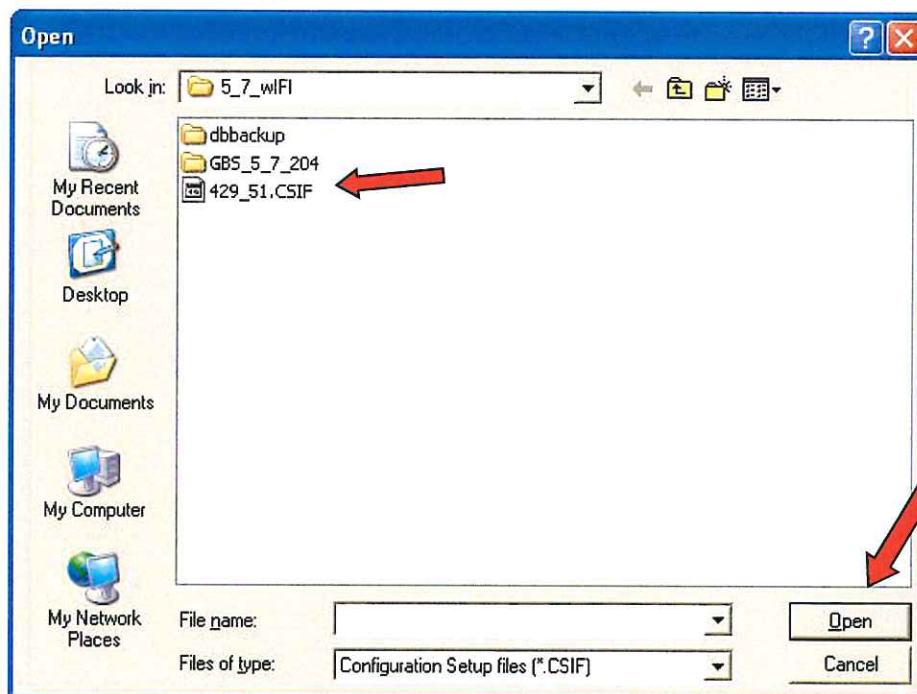 Open
Look in: 5_7_wIFI
dbbackup
GBS_5_7_204
429_51.CSIF
My Recent
Documents
Desktop
My Documents
My Computer
My Network
Places
File name:
Open
Files of type: Configuration Setup files (*.CSIF)
Cancel